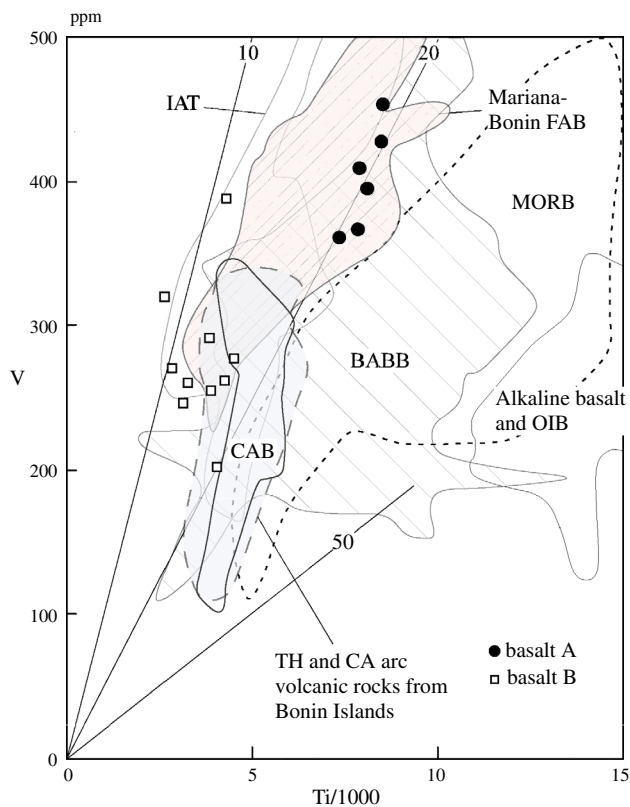 ppm
500
10
20
IAT
Mariana-
Bonin FAB
400
MORB
300
V
BABB
Alkaline basalt
and OIB
CAB
200
50
100
TH and CA arc
volcanic rocks from
Bonin Islands
basalt A
basalt B
0
0
5
10
15
Ti/1000